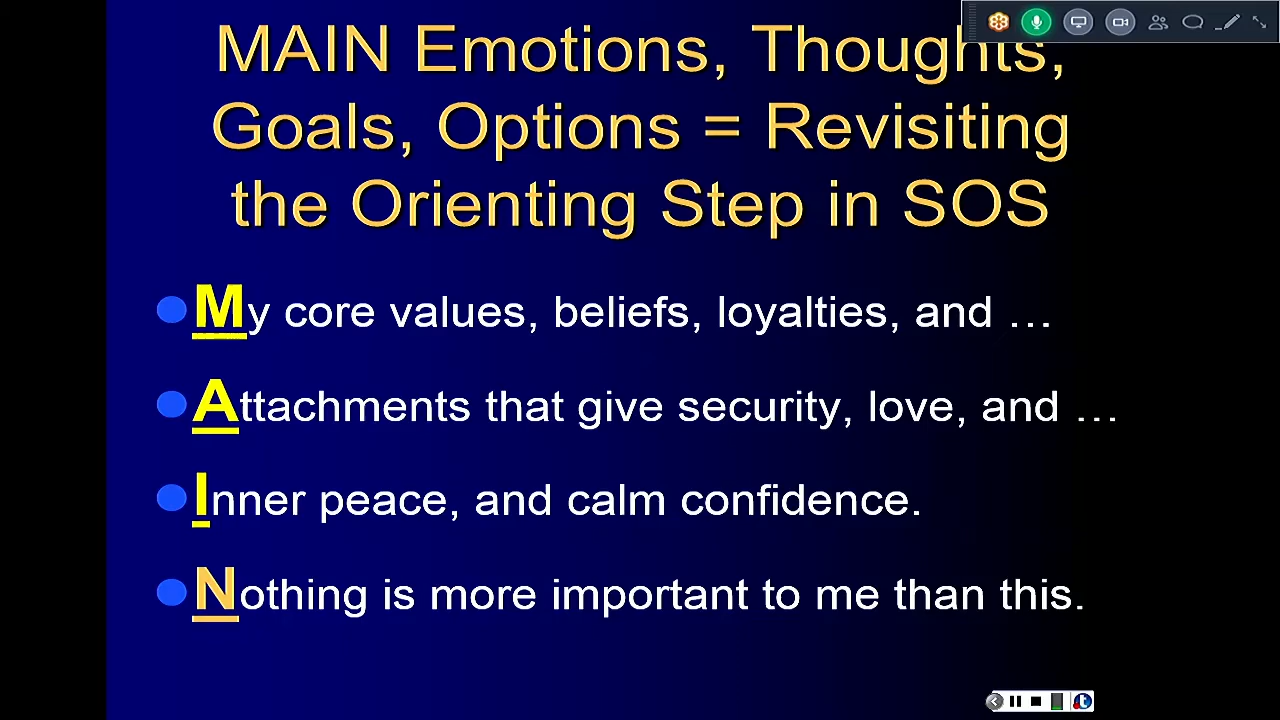 MAIN Emotions, Thoughts,
Goals, Options = Revisiting
the Orienting Step in SOS
My core values, beliefs, loyalties, and …
Attachments that give security, love, and …
Inner peace, and calm confidence.
Nothing is more important to me than this.